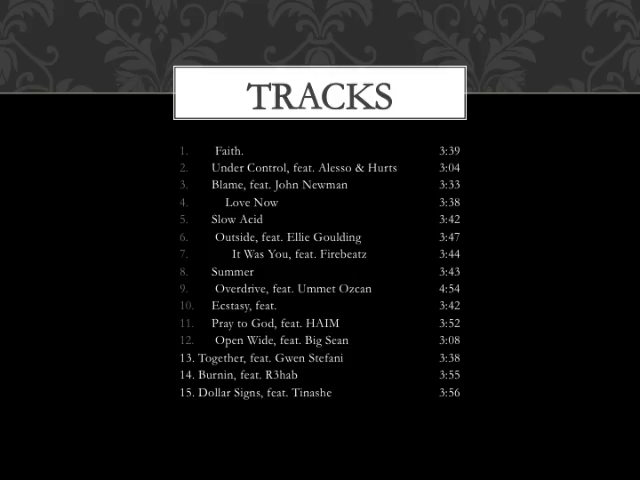 TRACKS
1. Faith. 3:39
2. Under Control, feat. Alesso & Hurts 3:04
3. Blame, feat. John Newman 3:33
4. Love Now 3:38
5. Slow Acid 3:42
6. Outside, feat. Ellie Goulding 3:47
7. It Was You, feat. Firebeatz 3:44
8. Summer 3:43
9. Overdrive, feat. Ummet Ozcan 4:54
10. Ecstasy, feat. 3:42
11. Pray to God, feat. HAIM 3:52
12. Open Wide, feat. Big Sean 3:08
13. Together, feat. Gwen Stefani 3:38
14. Burnin, feat. R3hab 3:55
15. Dollar Signs, feat. Tinashe 3:56